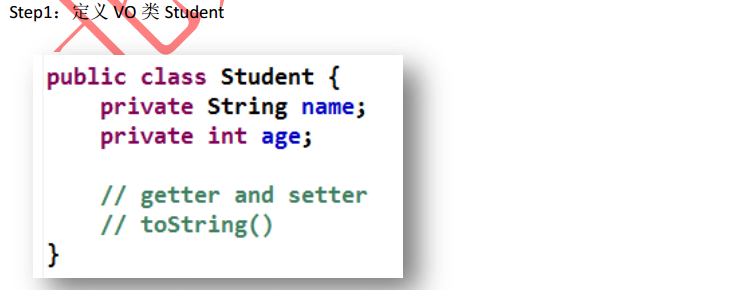 Step1：定义 VO 类 Student
public class Student {
    private String name;
    private int age;
    // getter and setter
    // toString()
}